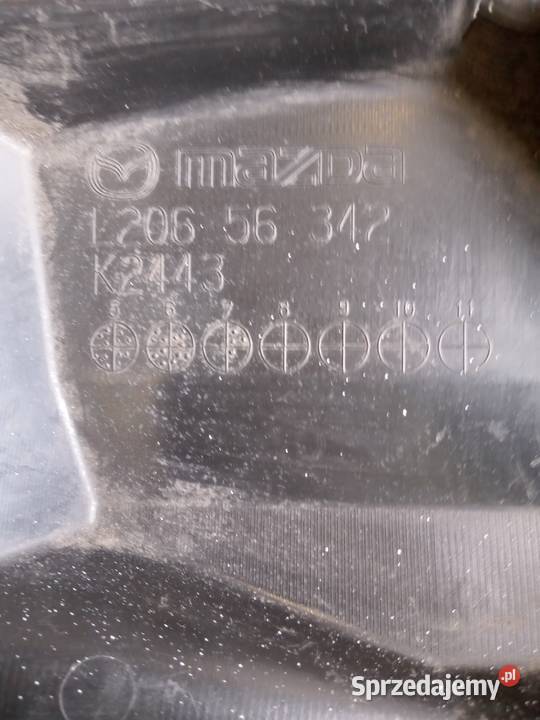 mazda
L206 56 342
K2443
5 6 7 8 9 10 11
Sprzedajemy.pl